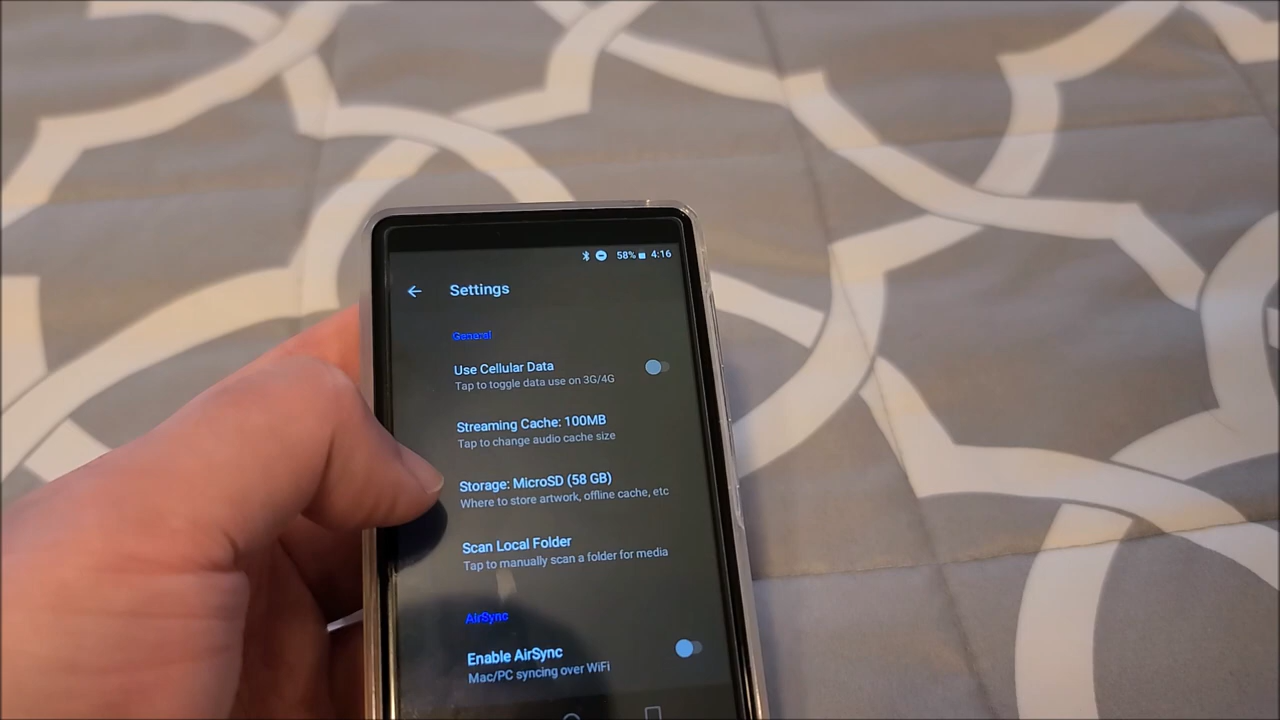 58% 4:16
Settings
General
Use Cellular Data
Tap to toggle data use on 3G/4G
Streaming Cache: 100MB
Tap to change audio cache size
Storage: MicroSD (58 GB)
Where to store artwork, offline cache, etc
Scan Local Folder
Tap to manually scan a folder for media
AirSync
Enable AirSync
Mac/PC syncing over WiFi